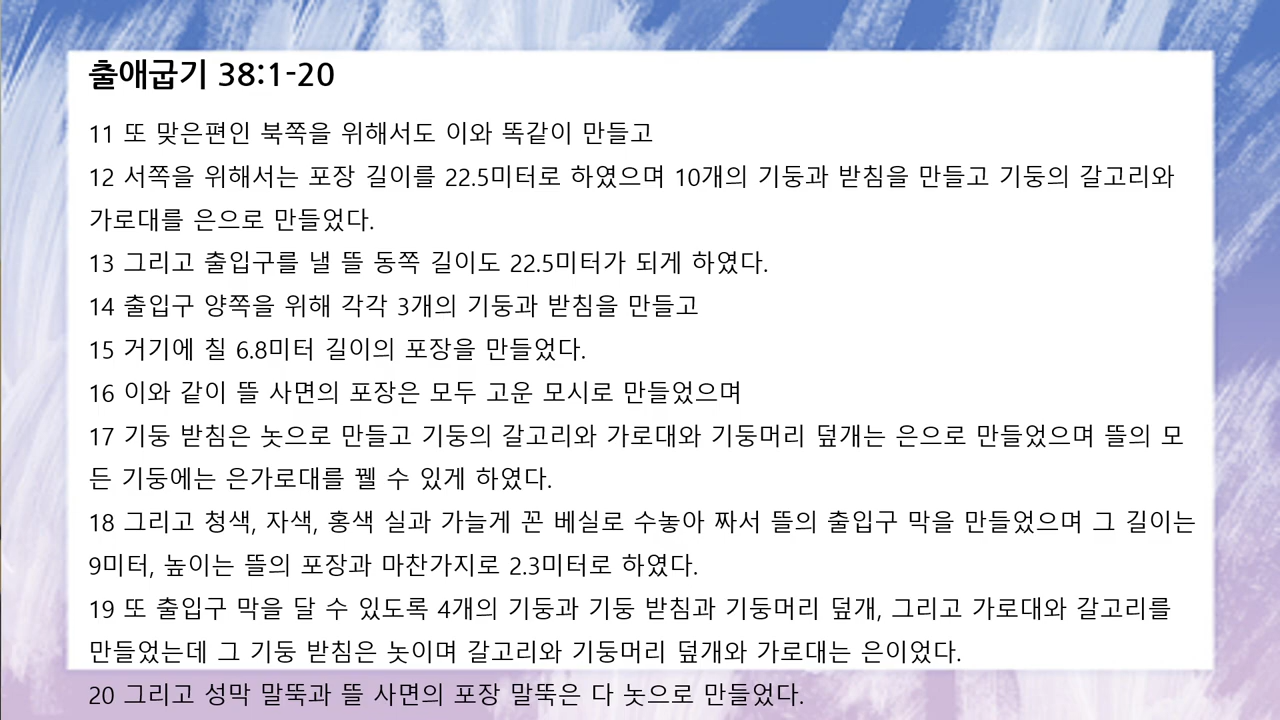 출애굽기 38:1-20
11 또 맞은편인 북쪽을 위해서도 이와 똑같이 만들고
12 서쪽을 위해서는 포장 길이를 22.5미터로 하였으며 10개의 기둥과 받침을 만들고 기둥의 갈고리와
가로대를 은으로 만들었다.
13 그리고 출입구를 낼 뜰 동쪽 길이도 22.5미터가 되게 하였다.
14 출입구 양쪽을 위해 각각 3개의 기둥과 받침을 만들고
15 거기에 칠 6.8미터 길이의 포장을 만들었다.
16 이와 같이 뜰 사면의 포장은 모두 고운 모시로 만들었으며
17 기둥 받침은 놋으로 만들고 기둥의 갈고리와 가로대와 기둥머리 덮개는 은으로 만들었으며 뜰의 모
든 기둥에는 은가로대를 꿸 수 있게 하였다.
18 그리고 청색, 자색, 홍색 실과 가늘게 꼰 베실로 수놓아 짜서 뜰의 출입구 막을 만들었으며 그 길이는
9미터, 높이는 뜰의 포장과 마찬가지로 2.3미터로 하였다.
19 또 출입구 막을 달 수 있도록 4개의 기둥과 기둥 받침과 기둥머리 덮개, 그리고 가로대와 갈고리를
만들었는데 그 기둥 받침은 놋이며 갈고리와 기둥머리 덮개와 가로대는 은이었다.
20 그리고 성막 말뚝과 뜰 사면의 포장 말뚝은 다 놋으로 만들었다.